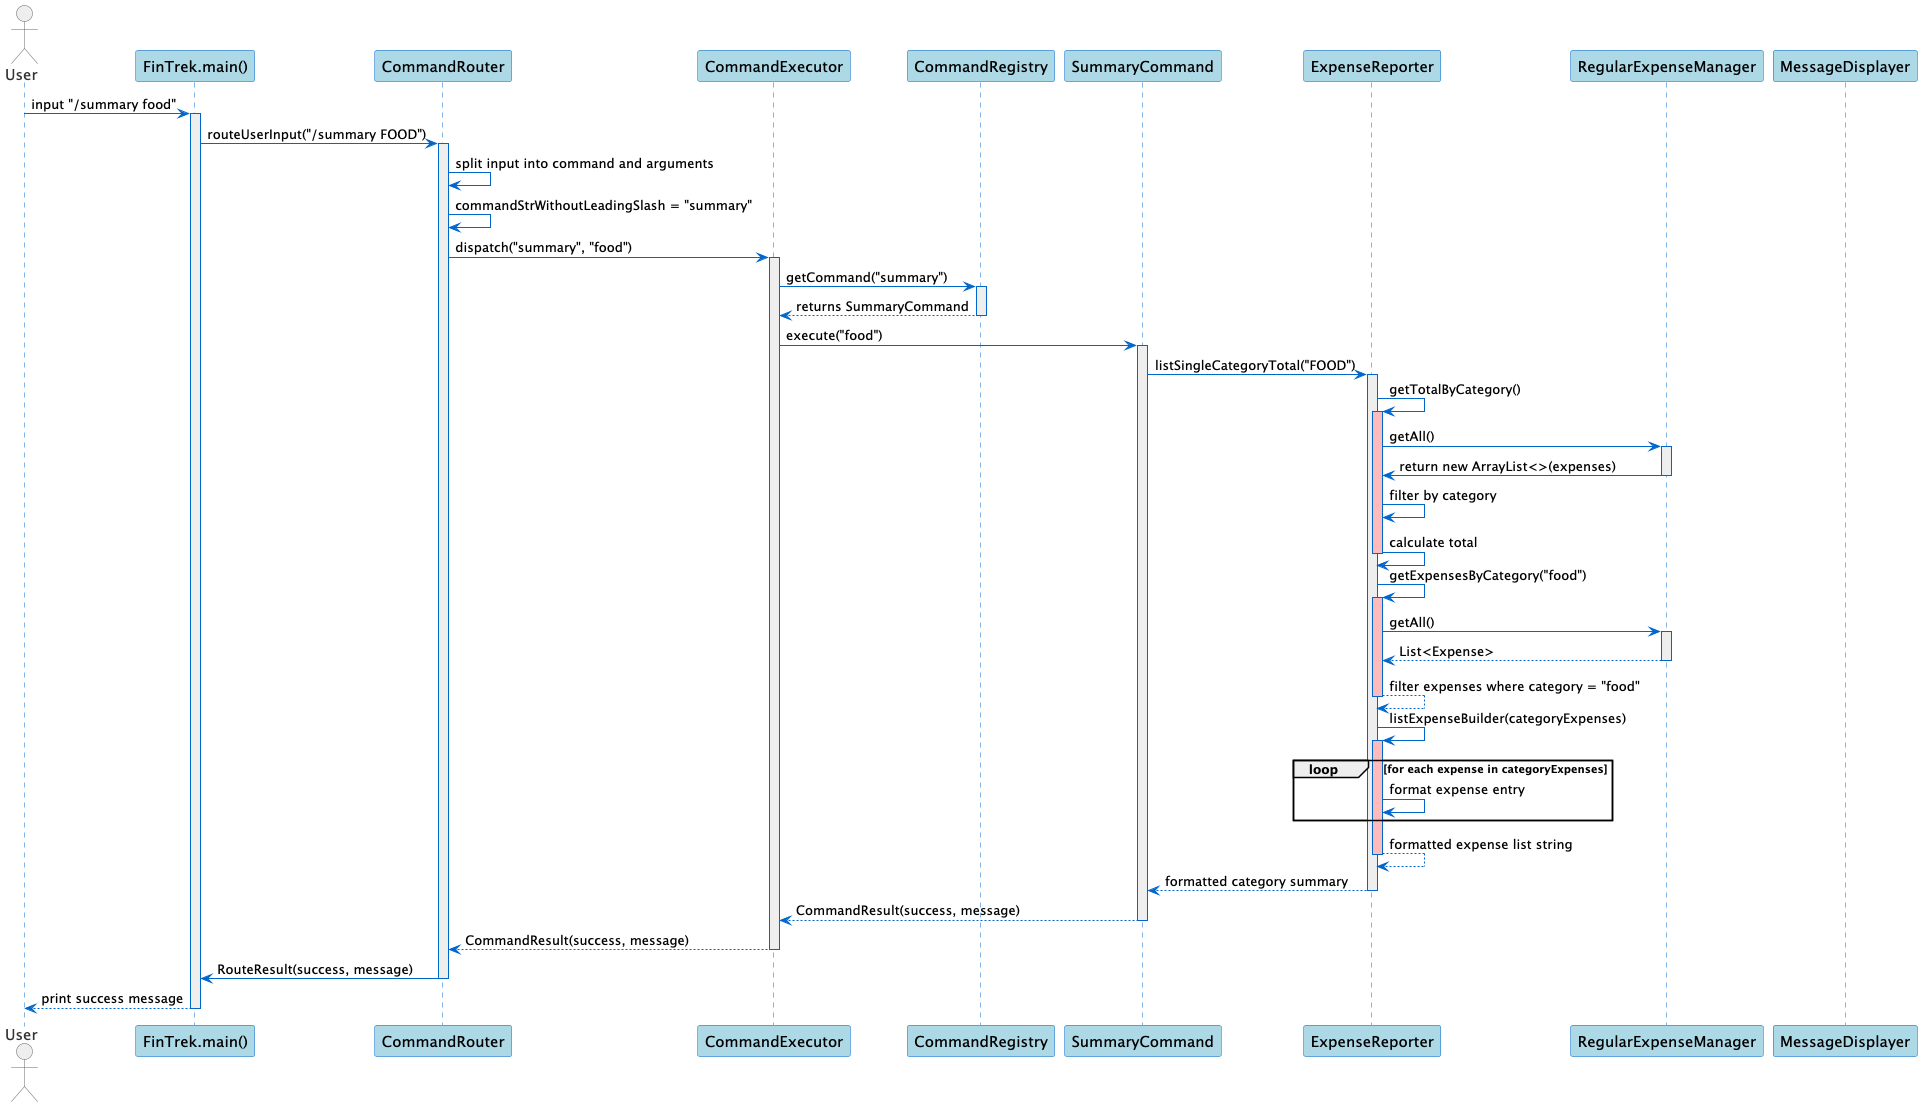 User
FinTrek.main()
CommandRouter
CommandExecutor
CommandRegistry
SummaryCommand
ExpenseReporter
RegularExpenseManager
MessageDisplayer
input "/summary food"
routeUserInput("/summary FOOD")
split input into command and arguments
commandStrWithoutLeadingSlash = "summary"
dispatch("summary", "food")
getCommand("summary")
returns SummaryCommand
execute("food")
listSingleCategoryTotal("FOOD")
getTotalByCategory()
getAll()
return new ArrayList<>(expenses)
filter by category
calculate total
getExpensesByCategory("food")
getAll()
List<Expense>
filter expenses where category = "food"
listExpenseBuilder(categoryExpenses)
loop
[for each expense in categoryExpenses]
format expense entry
formatted expense list string
formatted category summary
CommandResult(success, message)
CommandResult(success, message)
RouteResult(success, message)
print success message
User
FinTrek.main()
CommandRouter
CommandExecutor
CommandRegistry
SummaryCommand
ExpenseReporter
RegularExpenseManager
MessageDisplayer